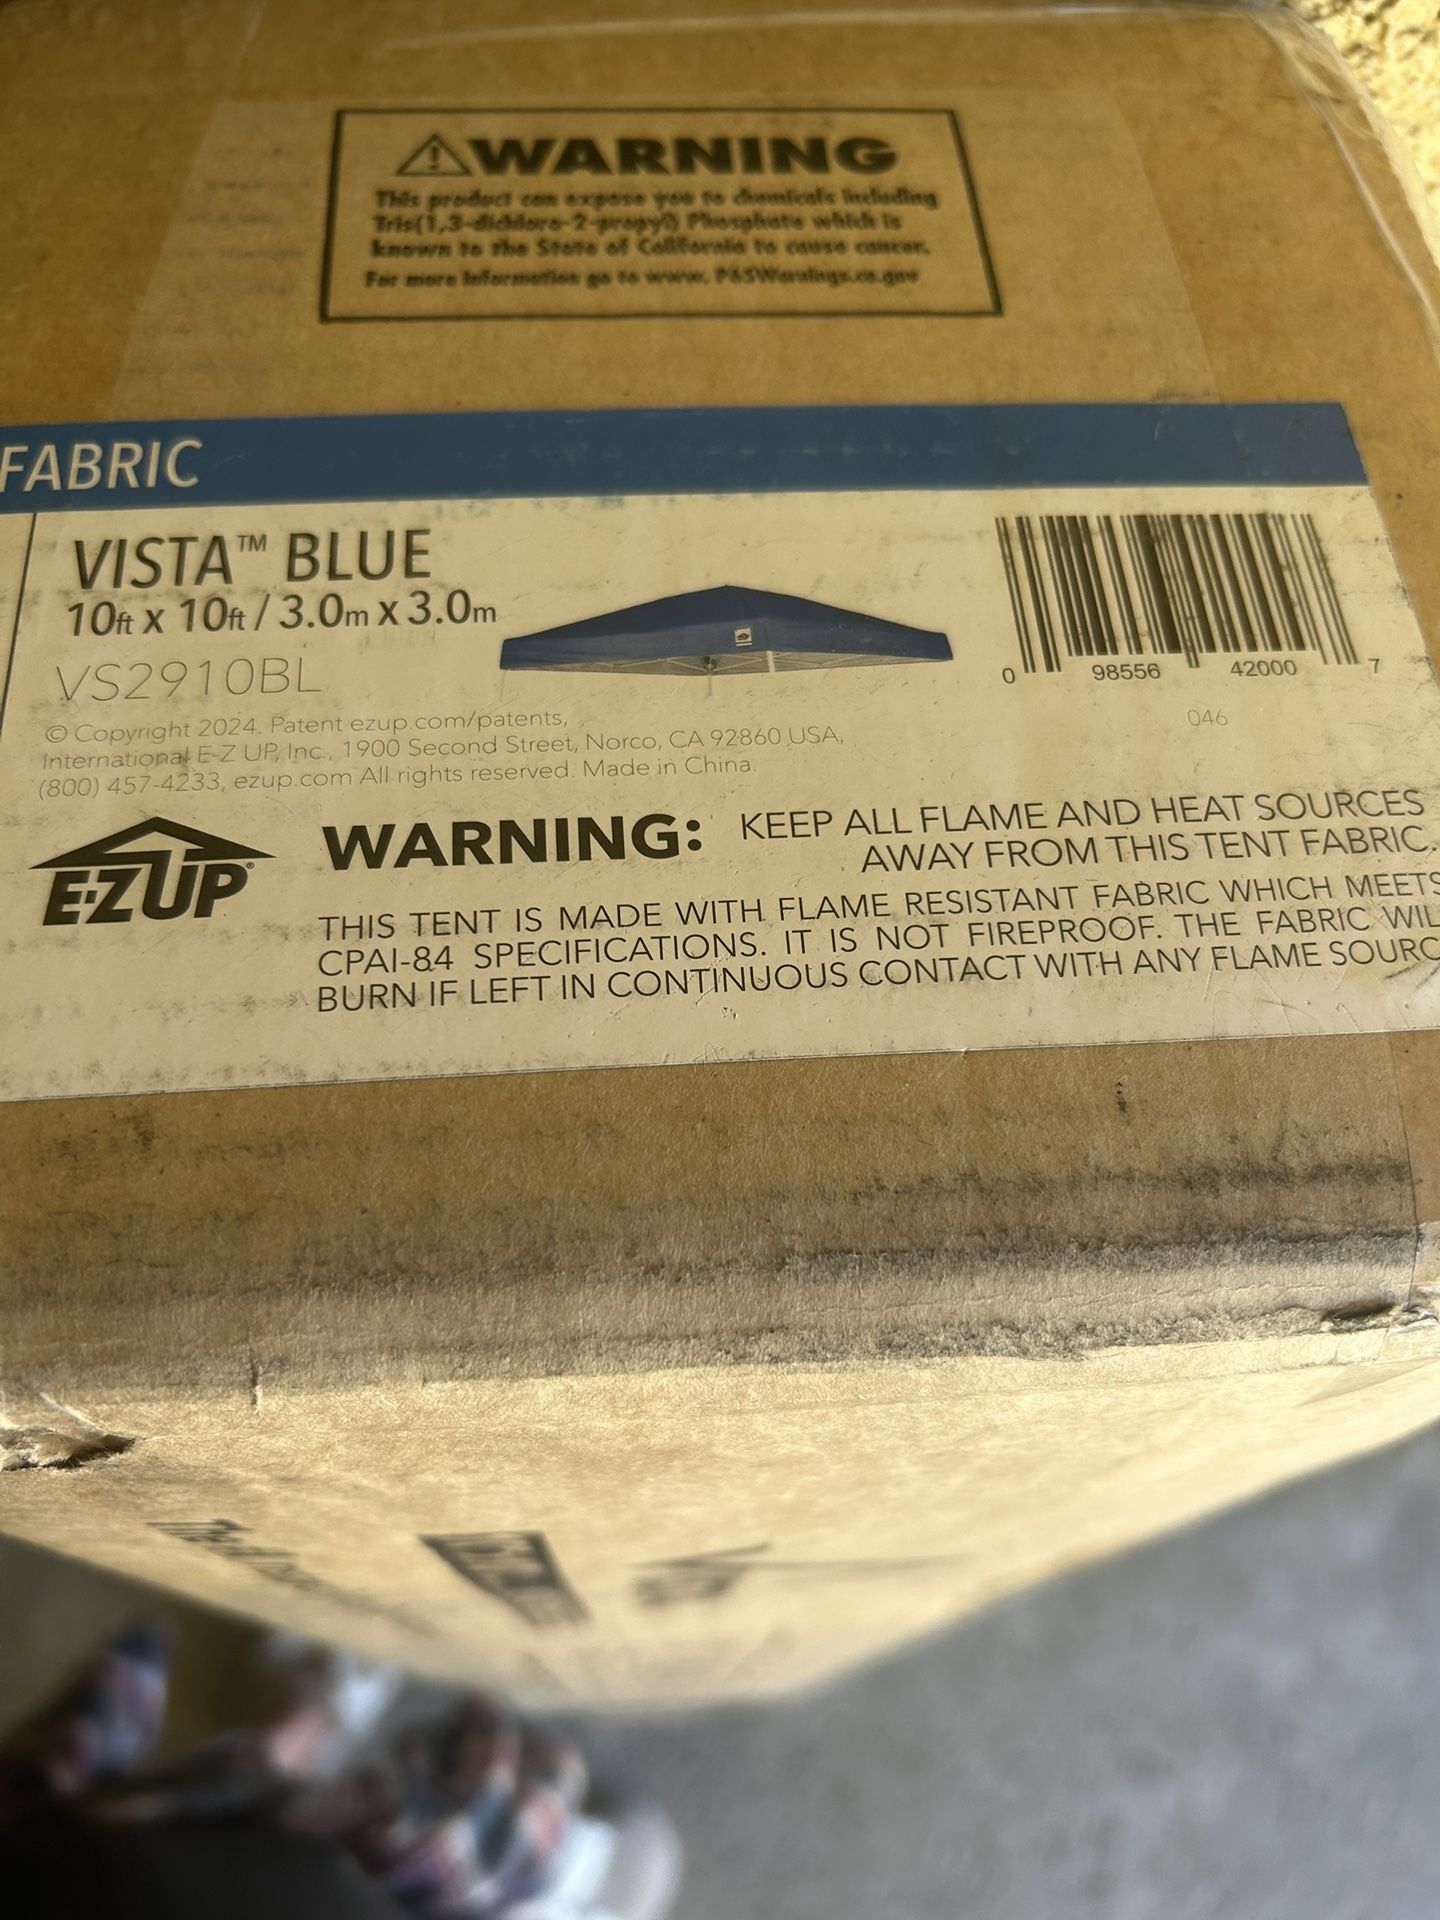 ⚠WARNING
This product can expose you to chemicals including
Tris(1,3-dichloro-2-propyl) Phosphate which is
known to the State of California to cause cancer.
For more information go to www.P65Warnings.ca.gov
FABRIC
VISTA™ BLUE
10ft x 10ft / 3.0m x 3.0m
VS2910BL
0 98556 42000 7
046
© Copyright 2024. Patent ezup.com/patents,
International E-Z UP, Inc., 1900 Second Street, Norco, CA 92860 USA,
(800) 457-4233, ezup.com All rights reserved. Made in China.
E-Z UP®
WARNING: KEEP ALL FLAME AND HEAT SOURCES
AWAY FROM THIS TENT FABRIC.
THIS TENT IS MADE WITH FLAME RESISTANT FABRIC WHICH MEETS
CPAI-84 SPECIFICATIONS. IT IS NOT FIREPROOF. THE FABRIC WIL
BURN IF LEFT IN CONTINUOUS CONTACT WITH ANY FLAME SOURC